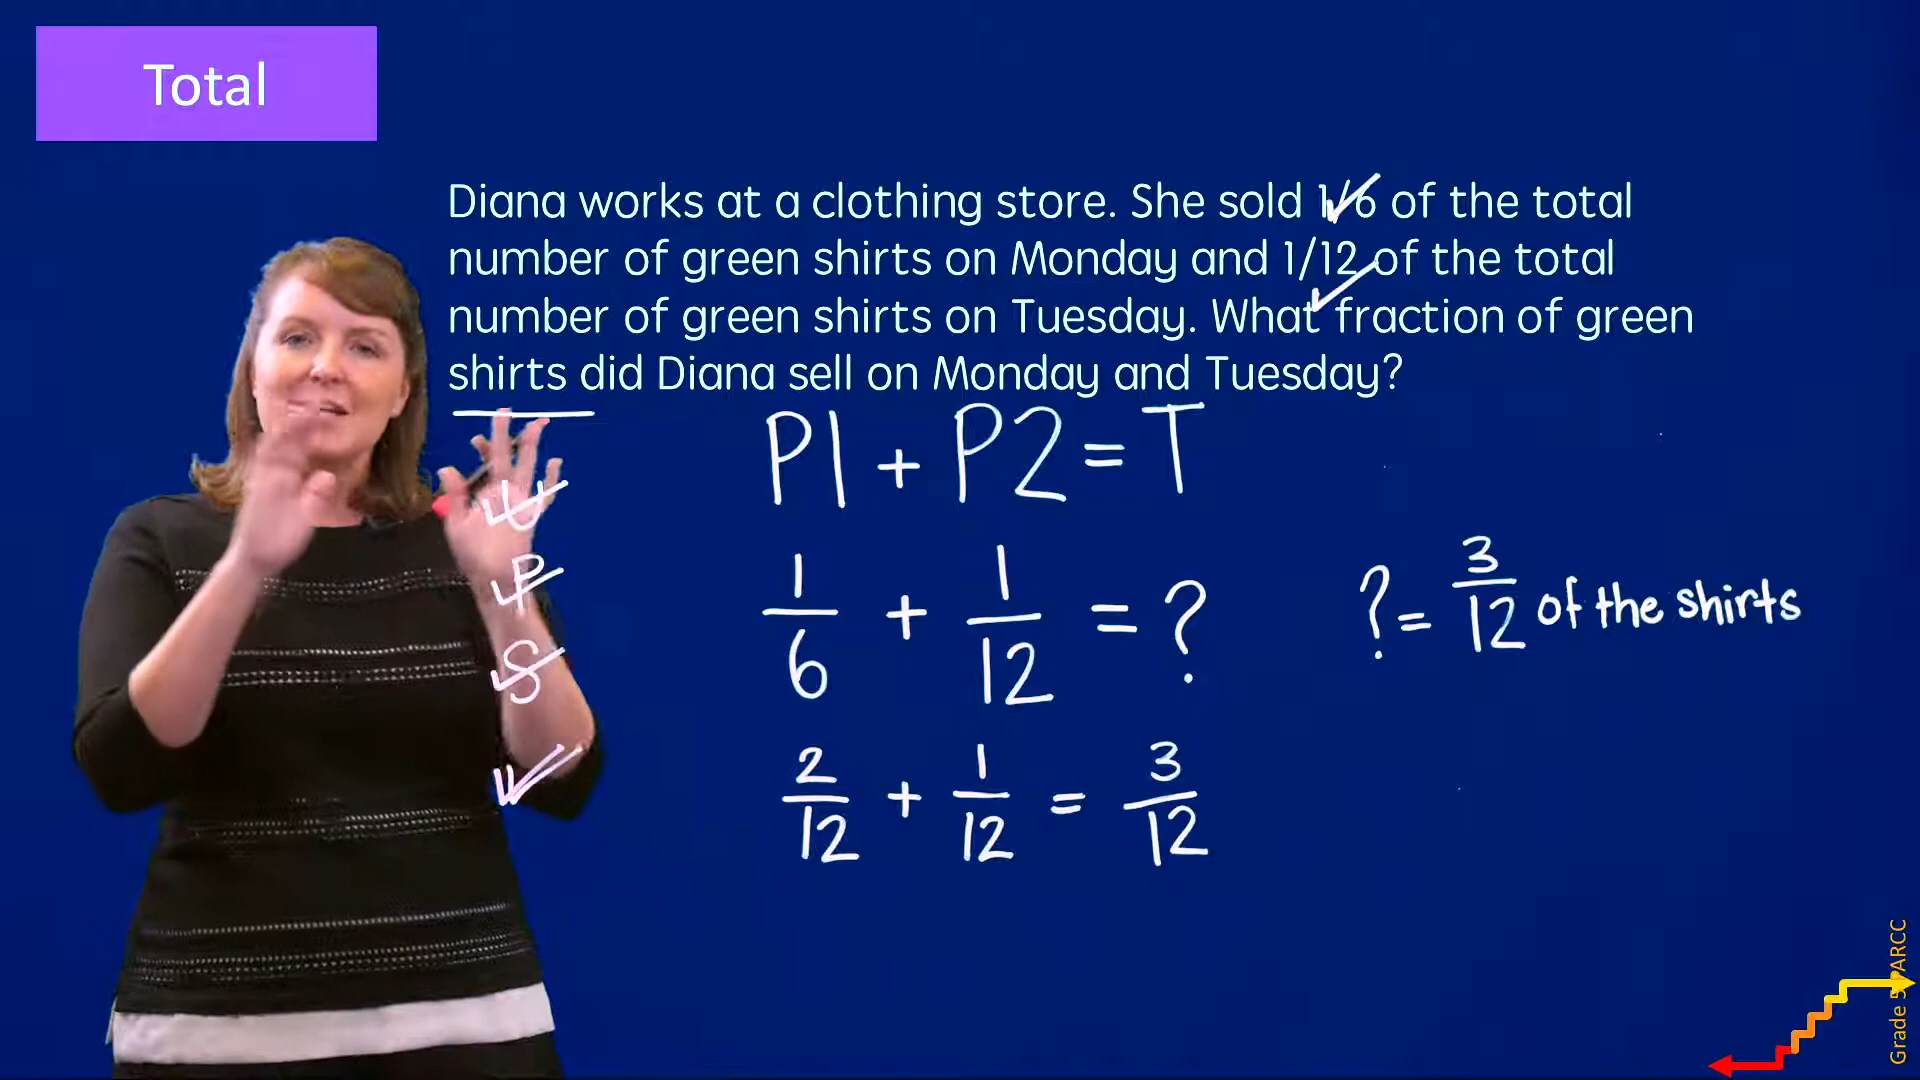 Total
Diana works at a clothing store. She sold 1/6 of the total
number of green shirts on Monday and 1/12 of the total
number of green shirts on Tuesday. What fraction of green
shirts did Diana sell on Monday and Tuesday?
P1 + P2 = T
U
P
S
1/6 + 1/12 = ?
? = 3/12 of the shirts
2/12 + 1/12 = 3/12
Grade 5 PARCC